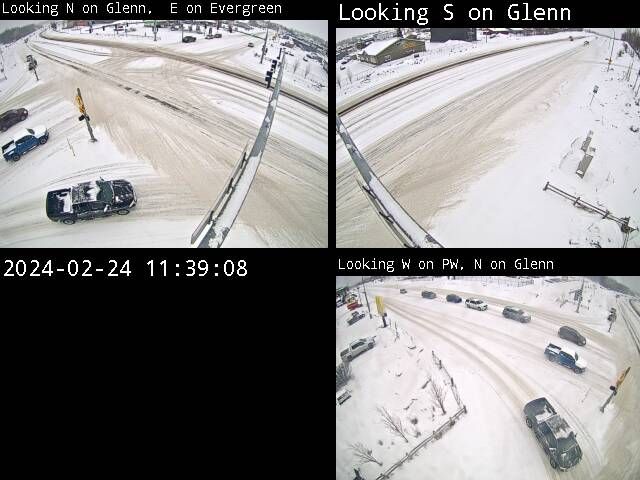 Looking N on Glenn, E on Evergreen
Looking S on Glenn
2024-02-24 11:39:08
Looking W on PW, N on Glenn